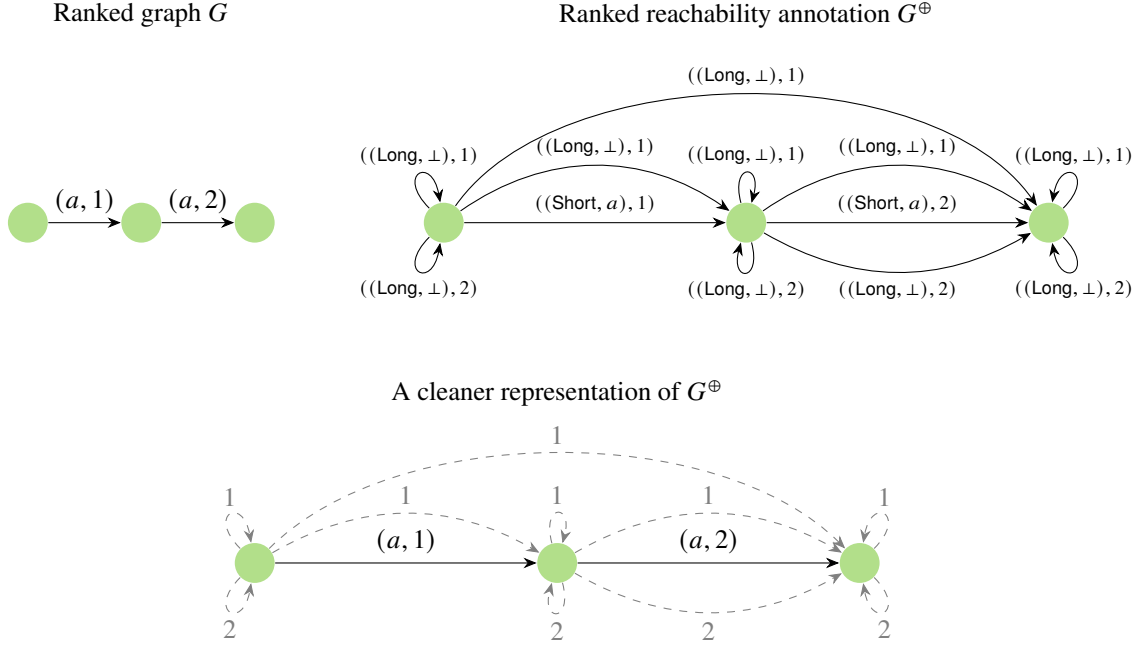 Ranked graph G
Ranked reachability annotation G⊕
((Long, ⊥), 1)
((Long, ⊥), 1) ((Long, ⊥), 1) ((Long, ⊥), 1) ((Long, ⊥), 1) ((Long, ⊥), 1)
(a, 1) (a, 2) ((Short, a), 1) ((Short, a), 2)
((Long, ⊥), 2) ((Long, ⊥), 2) ((Long, ⊥), 2) ((Long, ⊥), 2)
A cleaner representation of G⊕
1
1 1 1 1 1
(a, 1) (a, 2)
2 2 2 2